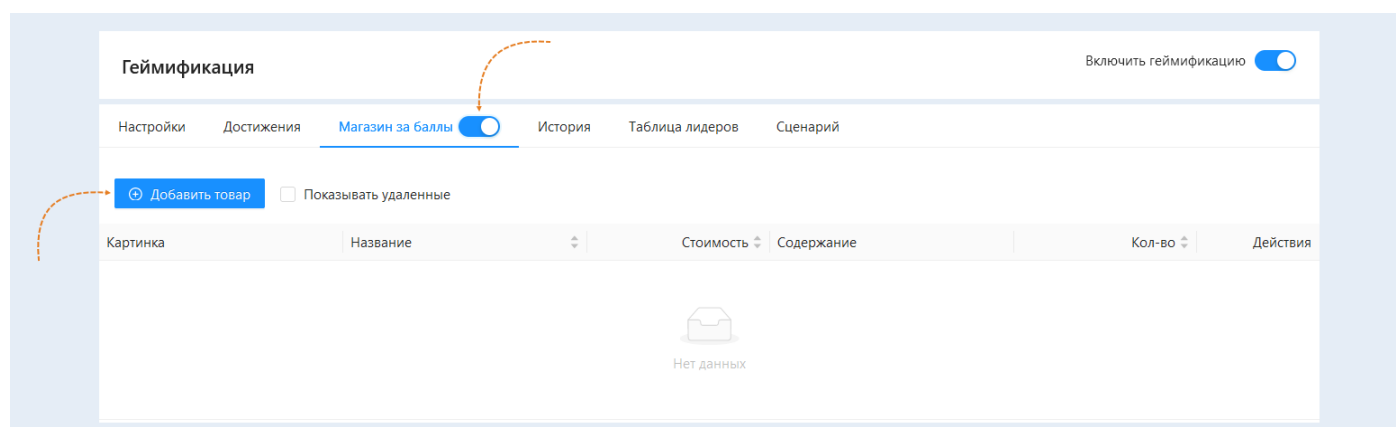 Геймификация
Включить геймификацию
Настройки Достижения Магазин за баллы История Таблица лидеров Сценарий
Добавить товар Показывать удаленные
Картинка Название Стоимость Содержание Кол-во Действия
Нет данных